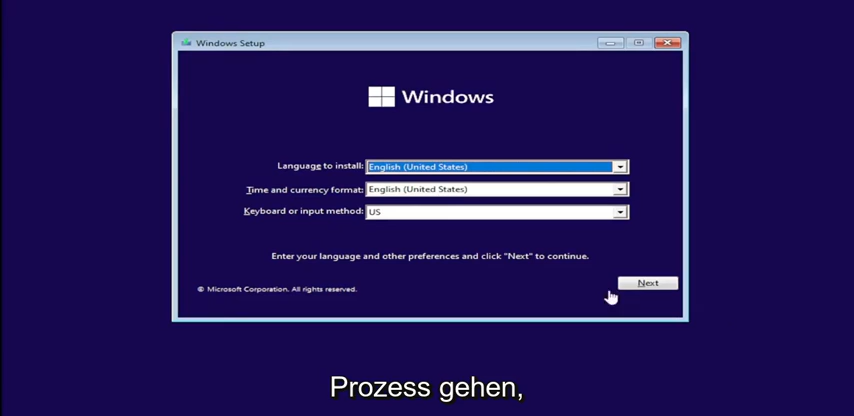 Windows Setup
Windows
Language to install: English (United States)
Time and currency format: English (United States)
Keyboard or input method: US
Enter your language and other preferences and click "Next" to continue.
Next
© Microsoft Corporation. All rights reserved.
Prozess gehen,